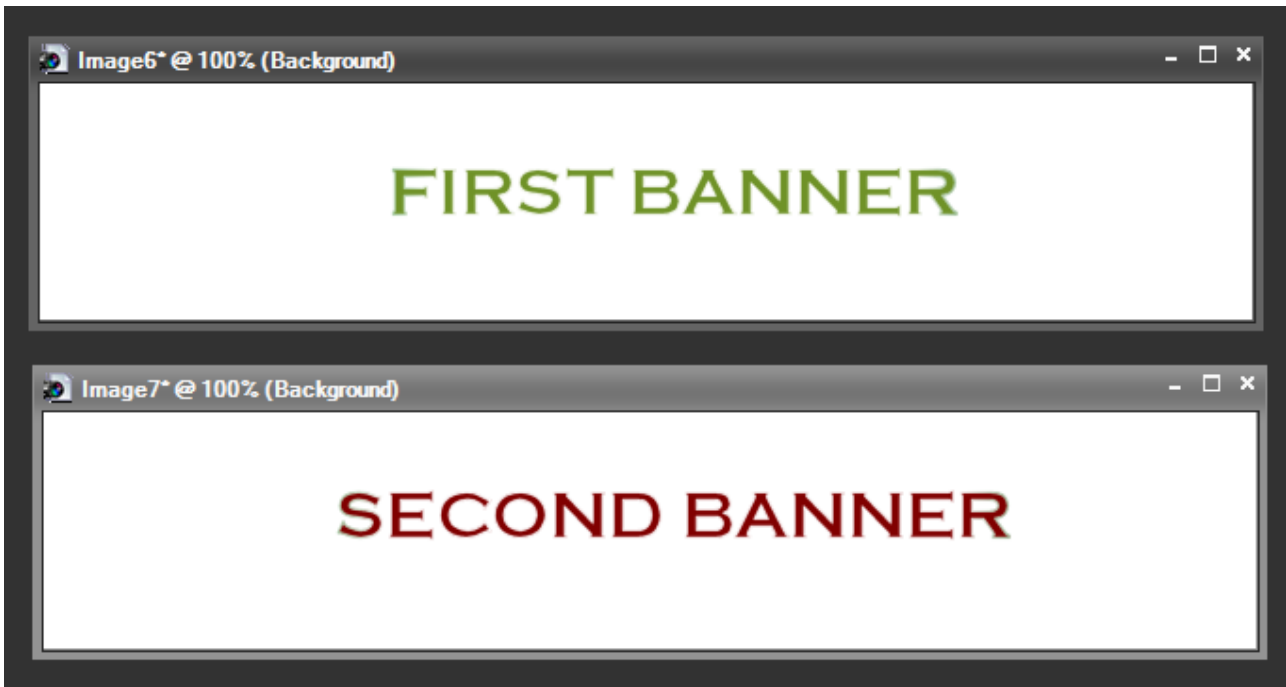 Image6* @ 100% (Background)
FIRST BANNER
Image7* @ 100% (Background)
SECOND BANNER